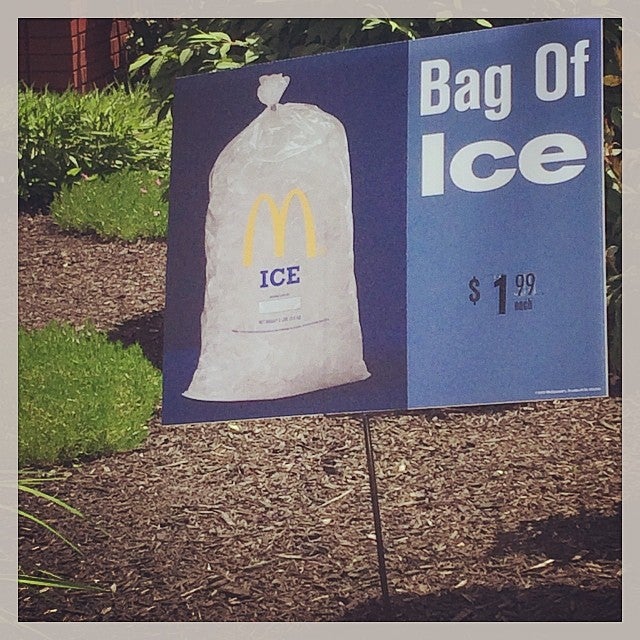 Bag Of
Ice
M
ICE
$ 1 99
each